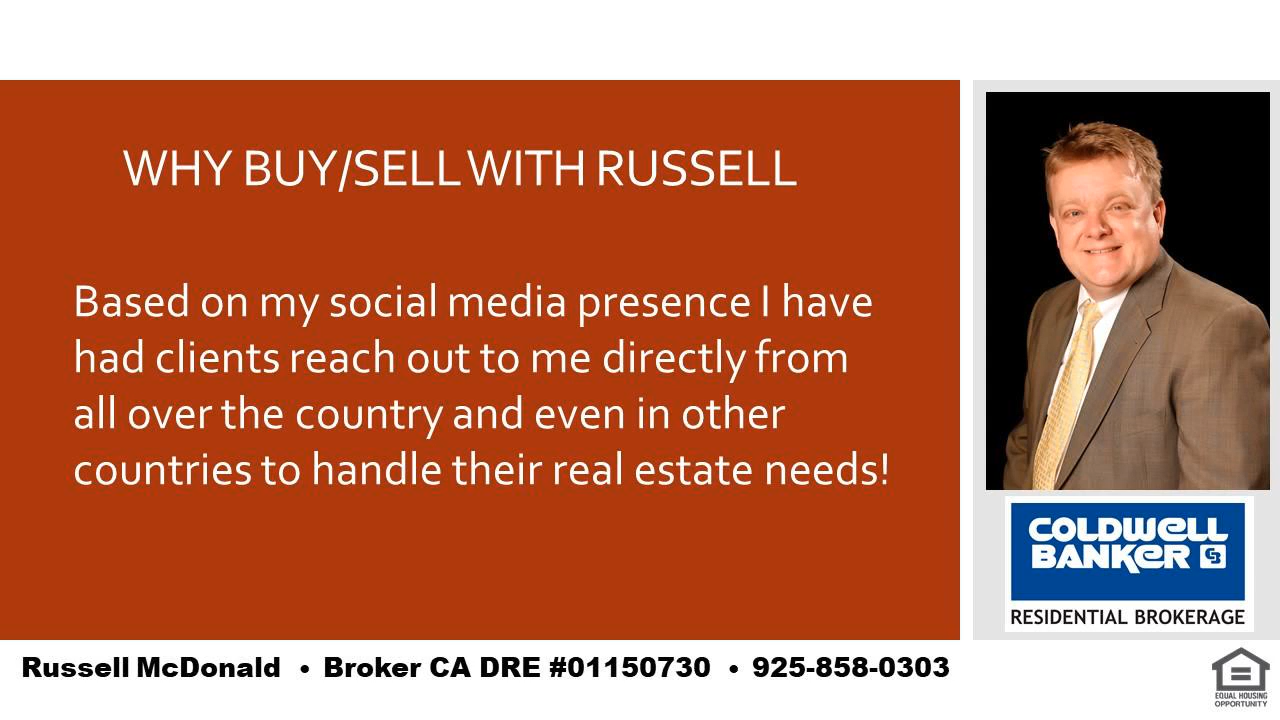 WHY BUY/SELL WITH RUSSELL
Based on my social media presence I have
had clients reach out to me directly from
all over the country and even in other
countries to handle their real estate needs!
COLDWELL
BANKER CB
RESIDENTIAL BROKERAGE
Russell McDonald • Broker CA DRE #01150730 • 925-858-0303
EQUAL HOUSING
OPPORTUNITY